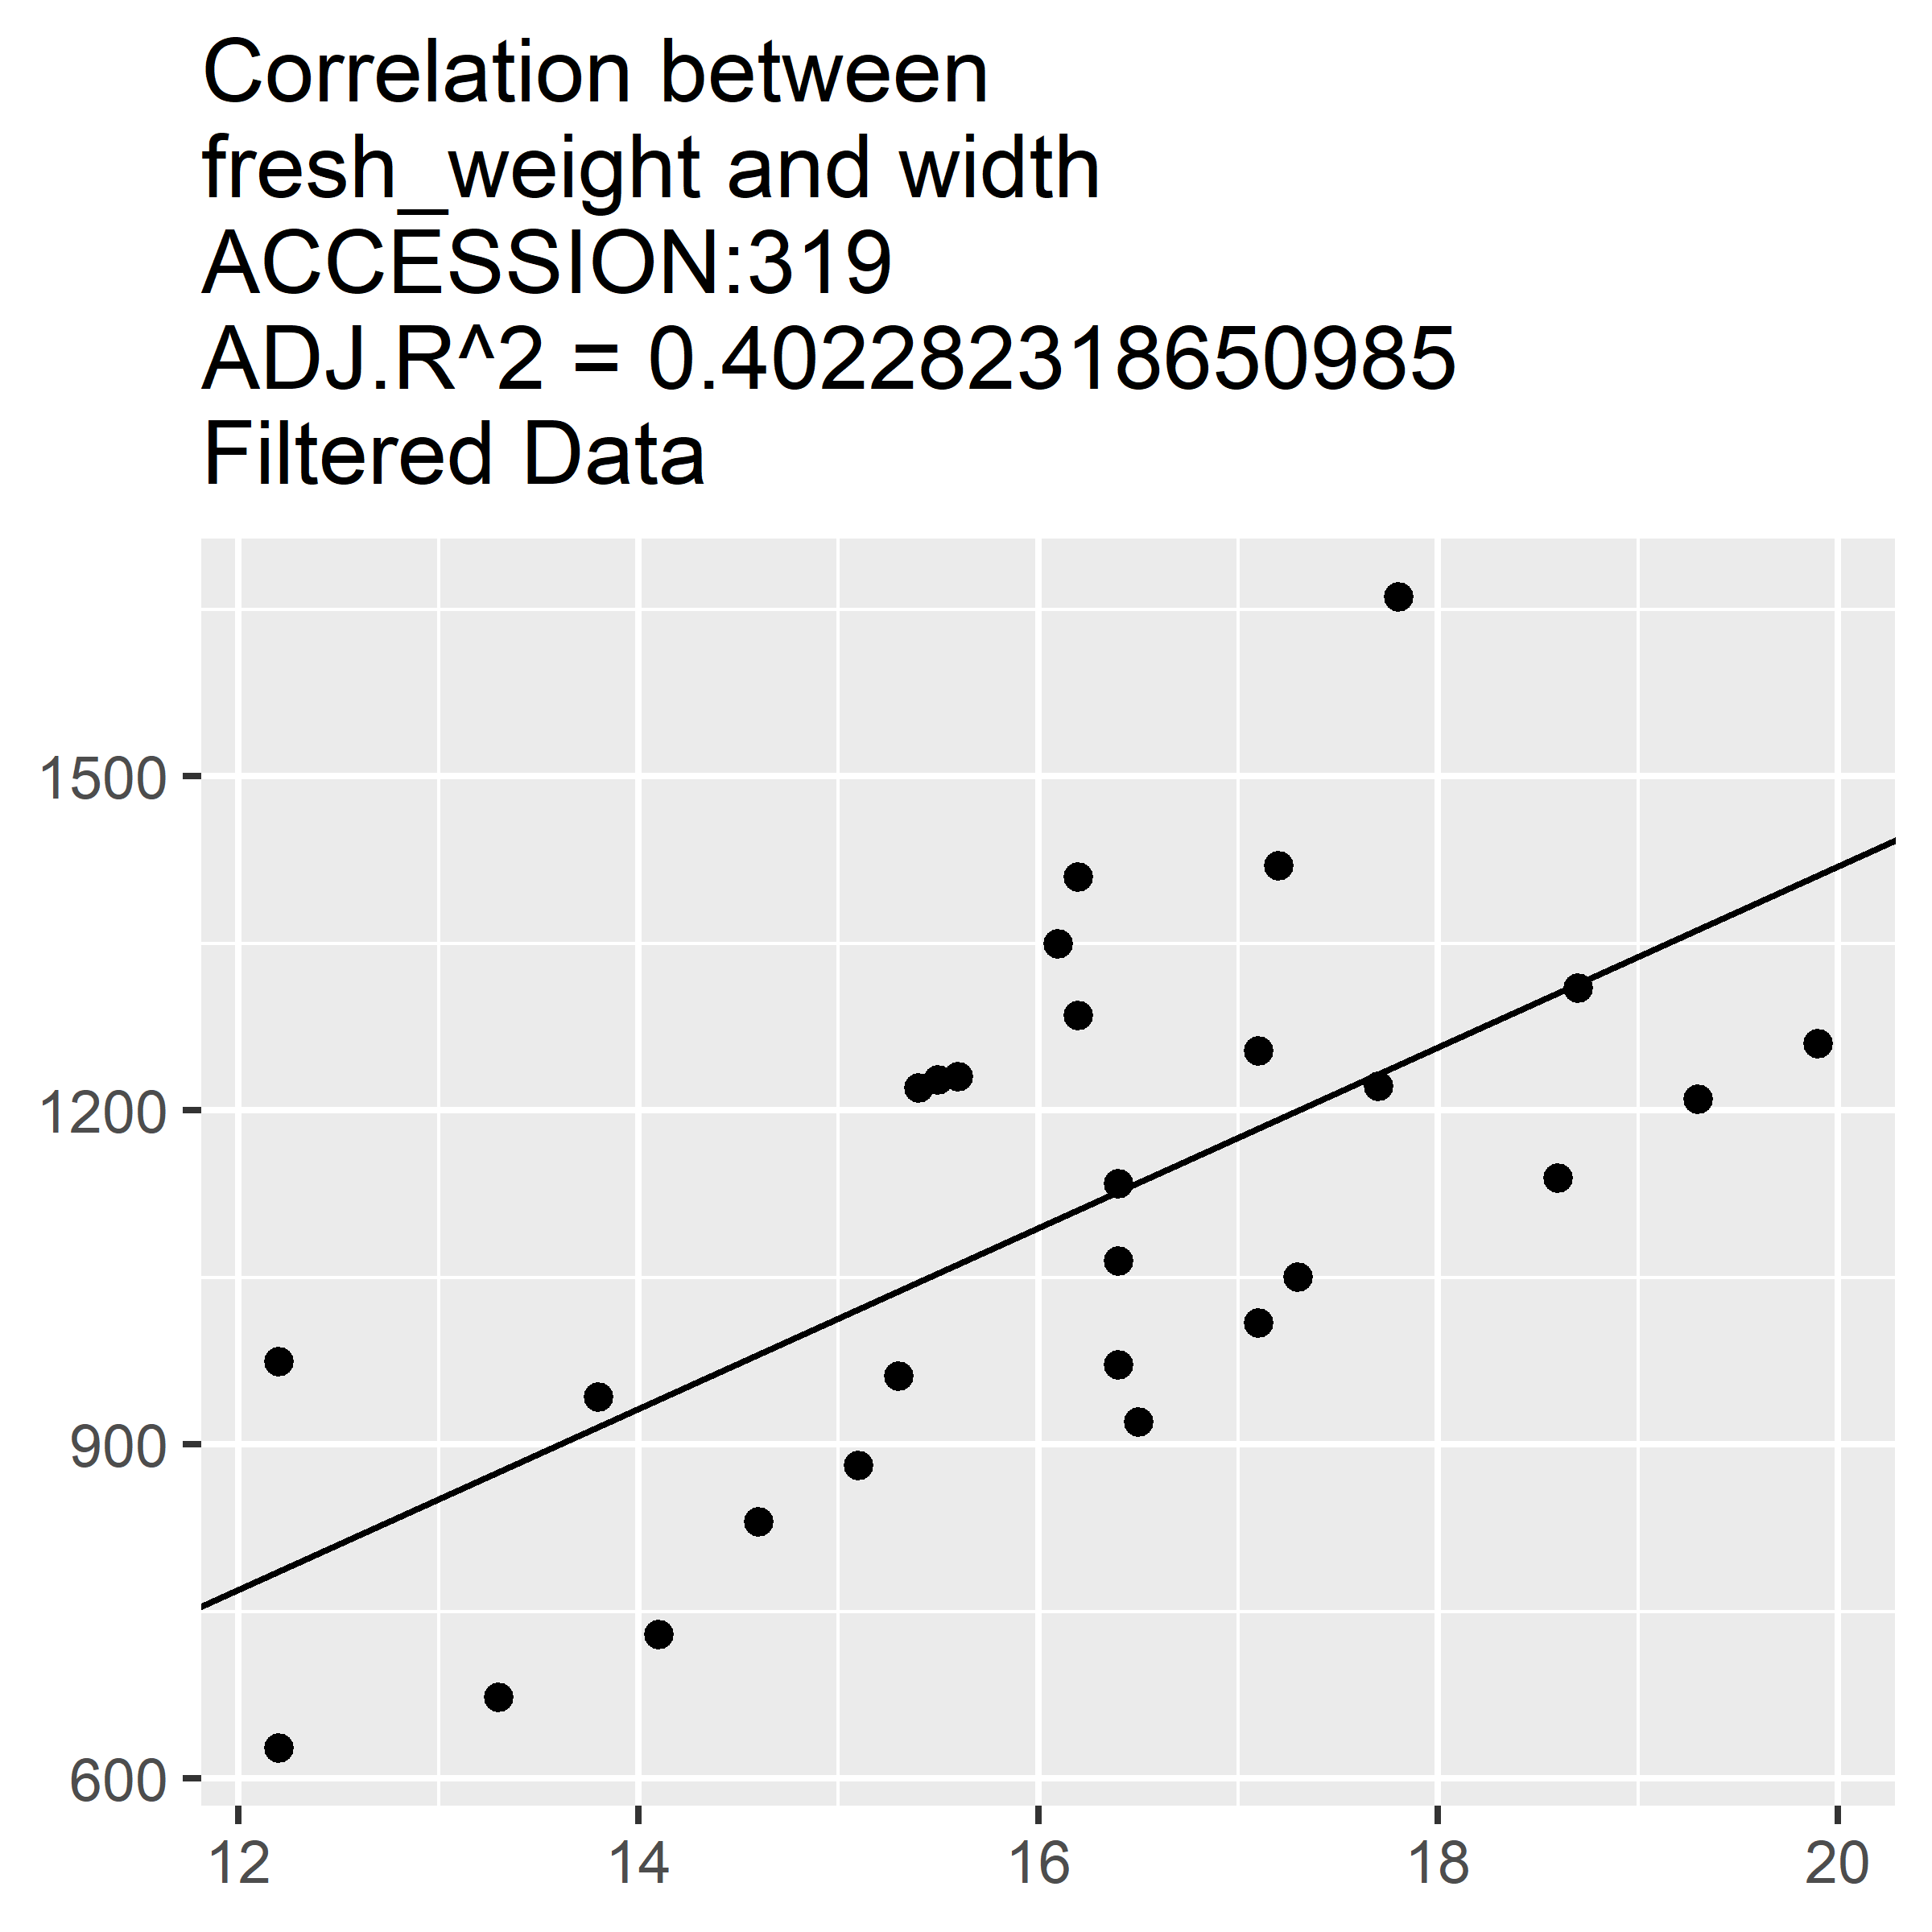 Correlation between
fresh_weight and width
ACCESSION:319
ADJ.R^2 = 0.402282318650985
Filtered Data
1500
1200
900
600
12 14 16 18 20